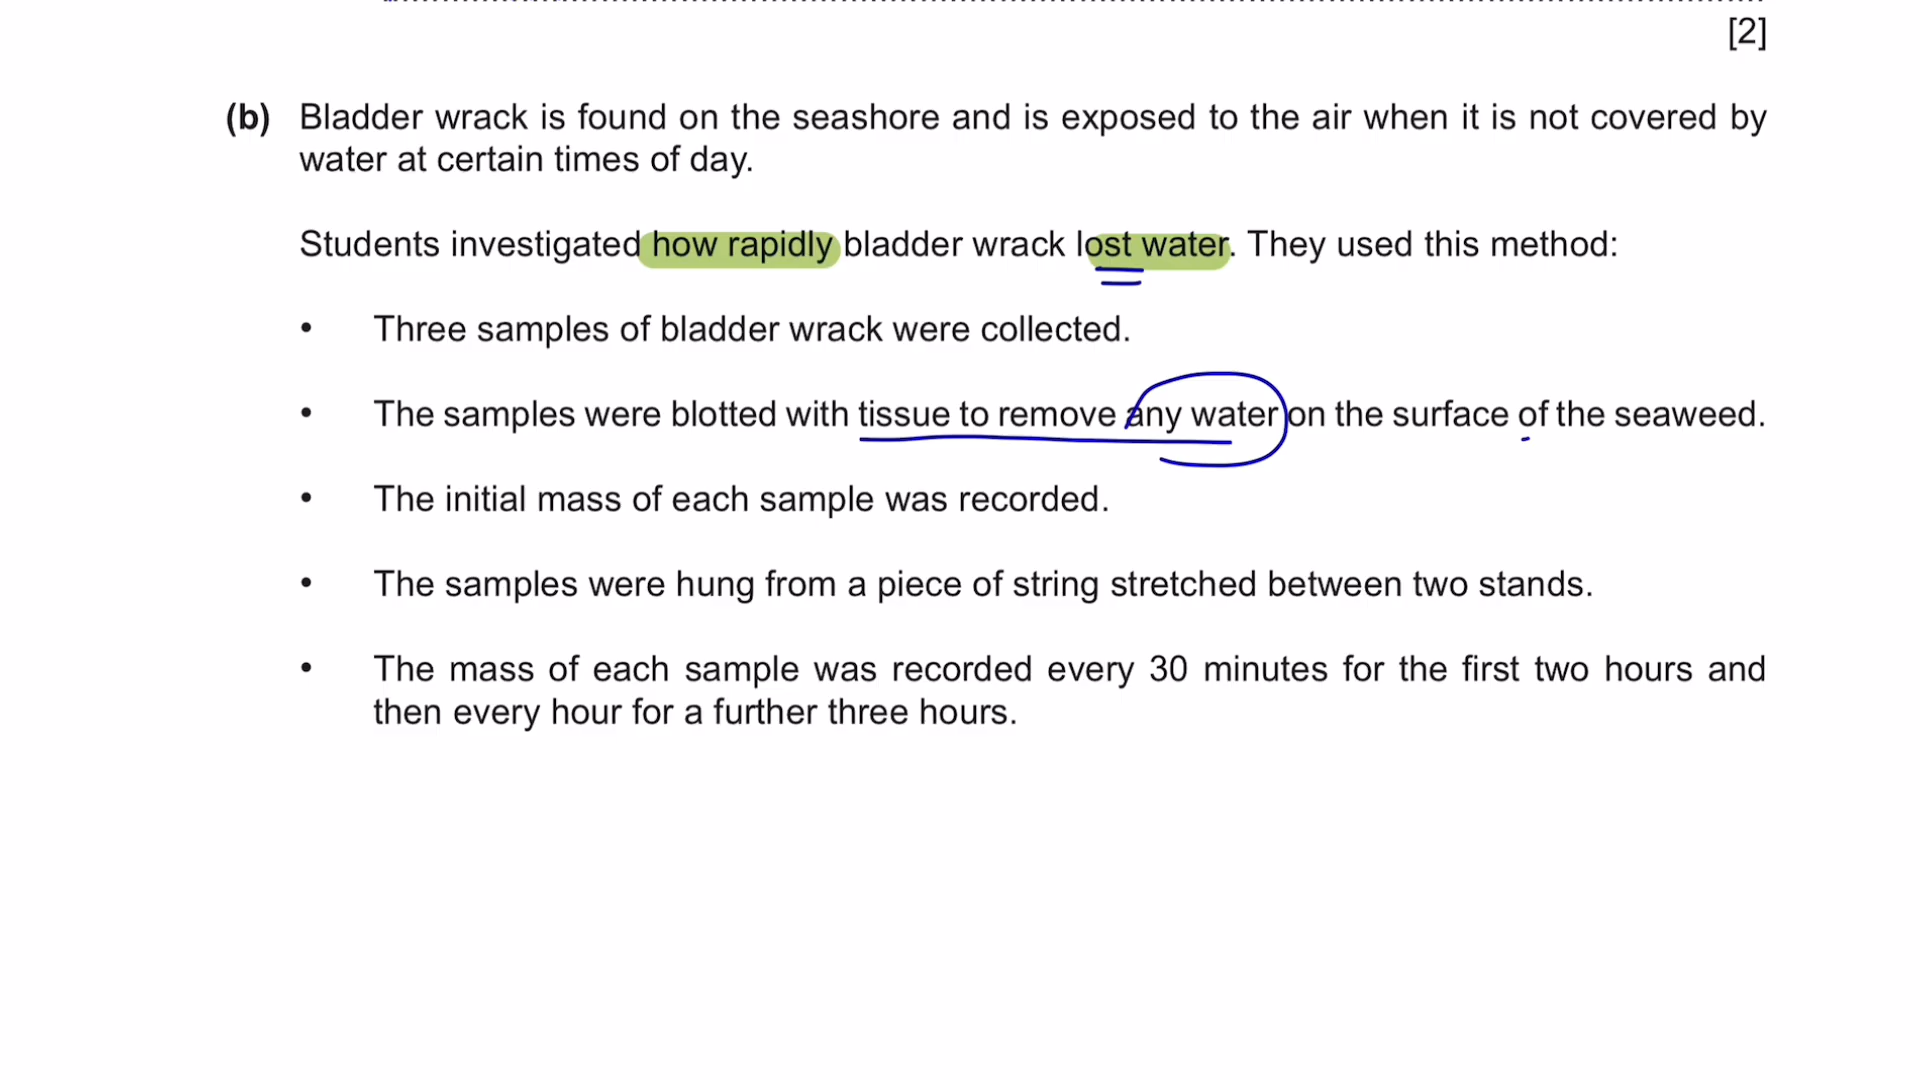 [2]
(b) Bladder wrack is found on the seashore and is exposed to the air when it is not covered by
water at certain times of day.
Students investigated how rapidly bladder wrack lost water. They used this method:
• Three samples of bladder wrack were collected.
• The samples were blotted with tissue to remove any water on the surface of the seaweed.
• The initial mass of each sample was recorded.
• The samples were hung from a piece of string stretched between two stands.
• The mass of each sample was recorded every 30 minutes for the first two hours and
then every hour for a further three hours.